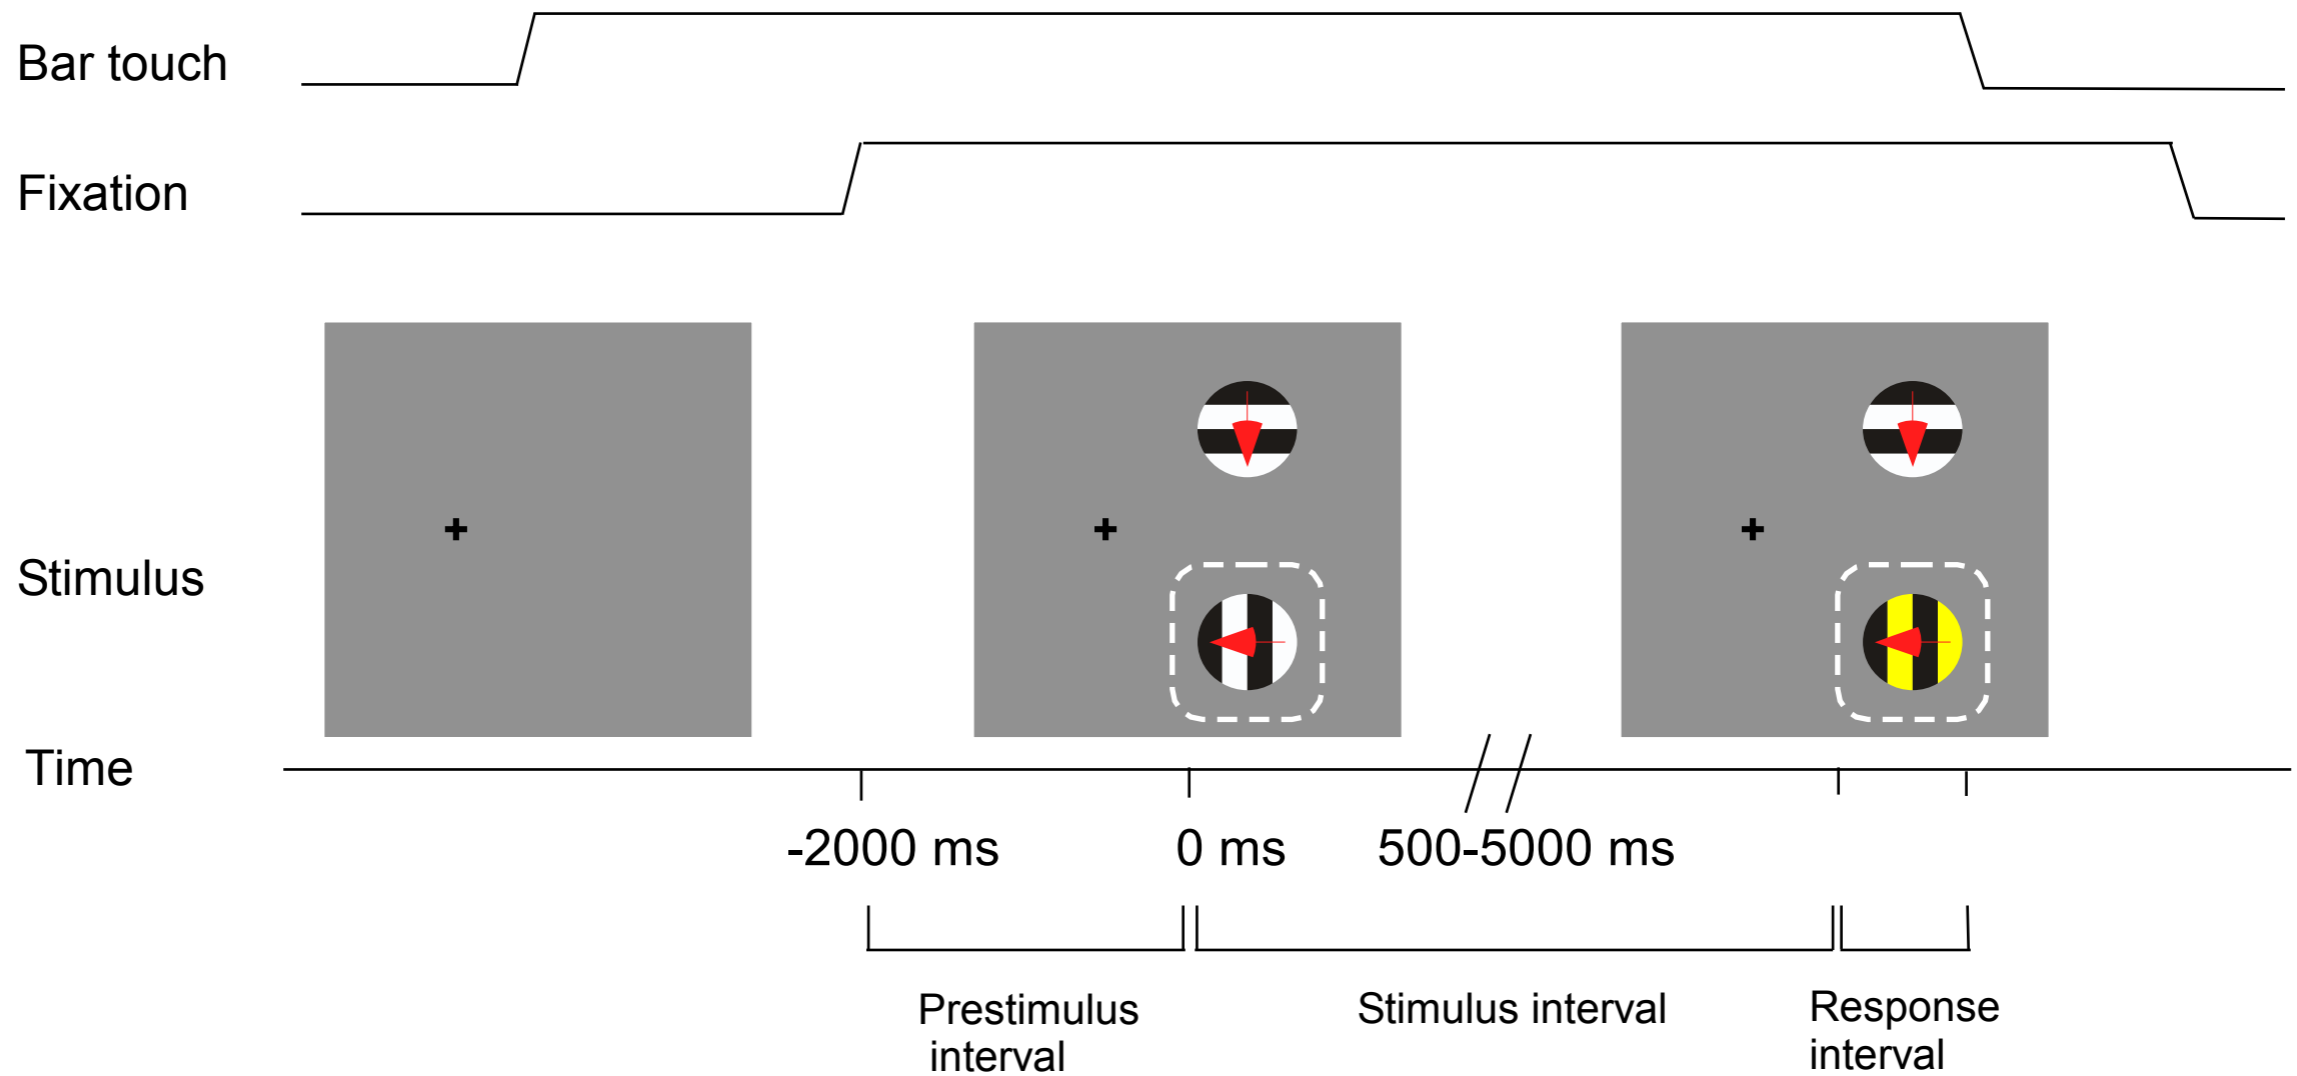 Bar touch
Fixation
Stimulus
Time
-2000 ms
0 ms
500-5000 ms
Prestimulus
interval
Stimulus interval
Response
interval